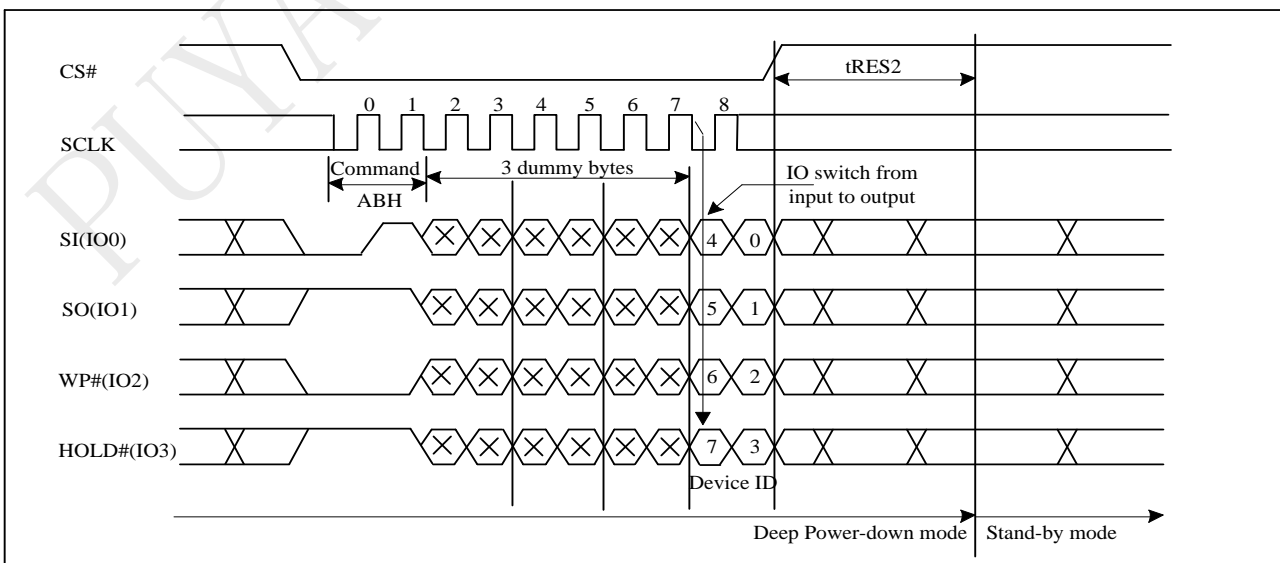 PUYA
CS#
tRES2
0 1 2 3 4 5 6 7 8
SCLK
Command
3 dummy bytes
IO switch from
input to output
ABH
SI(IO0)
4 0
SO(IO1)
5 1
WP#(IO2)
6 2
HOLD#(IO3)
7 3
Device ID
Deep Power-down mode
Stand-by mode